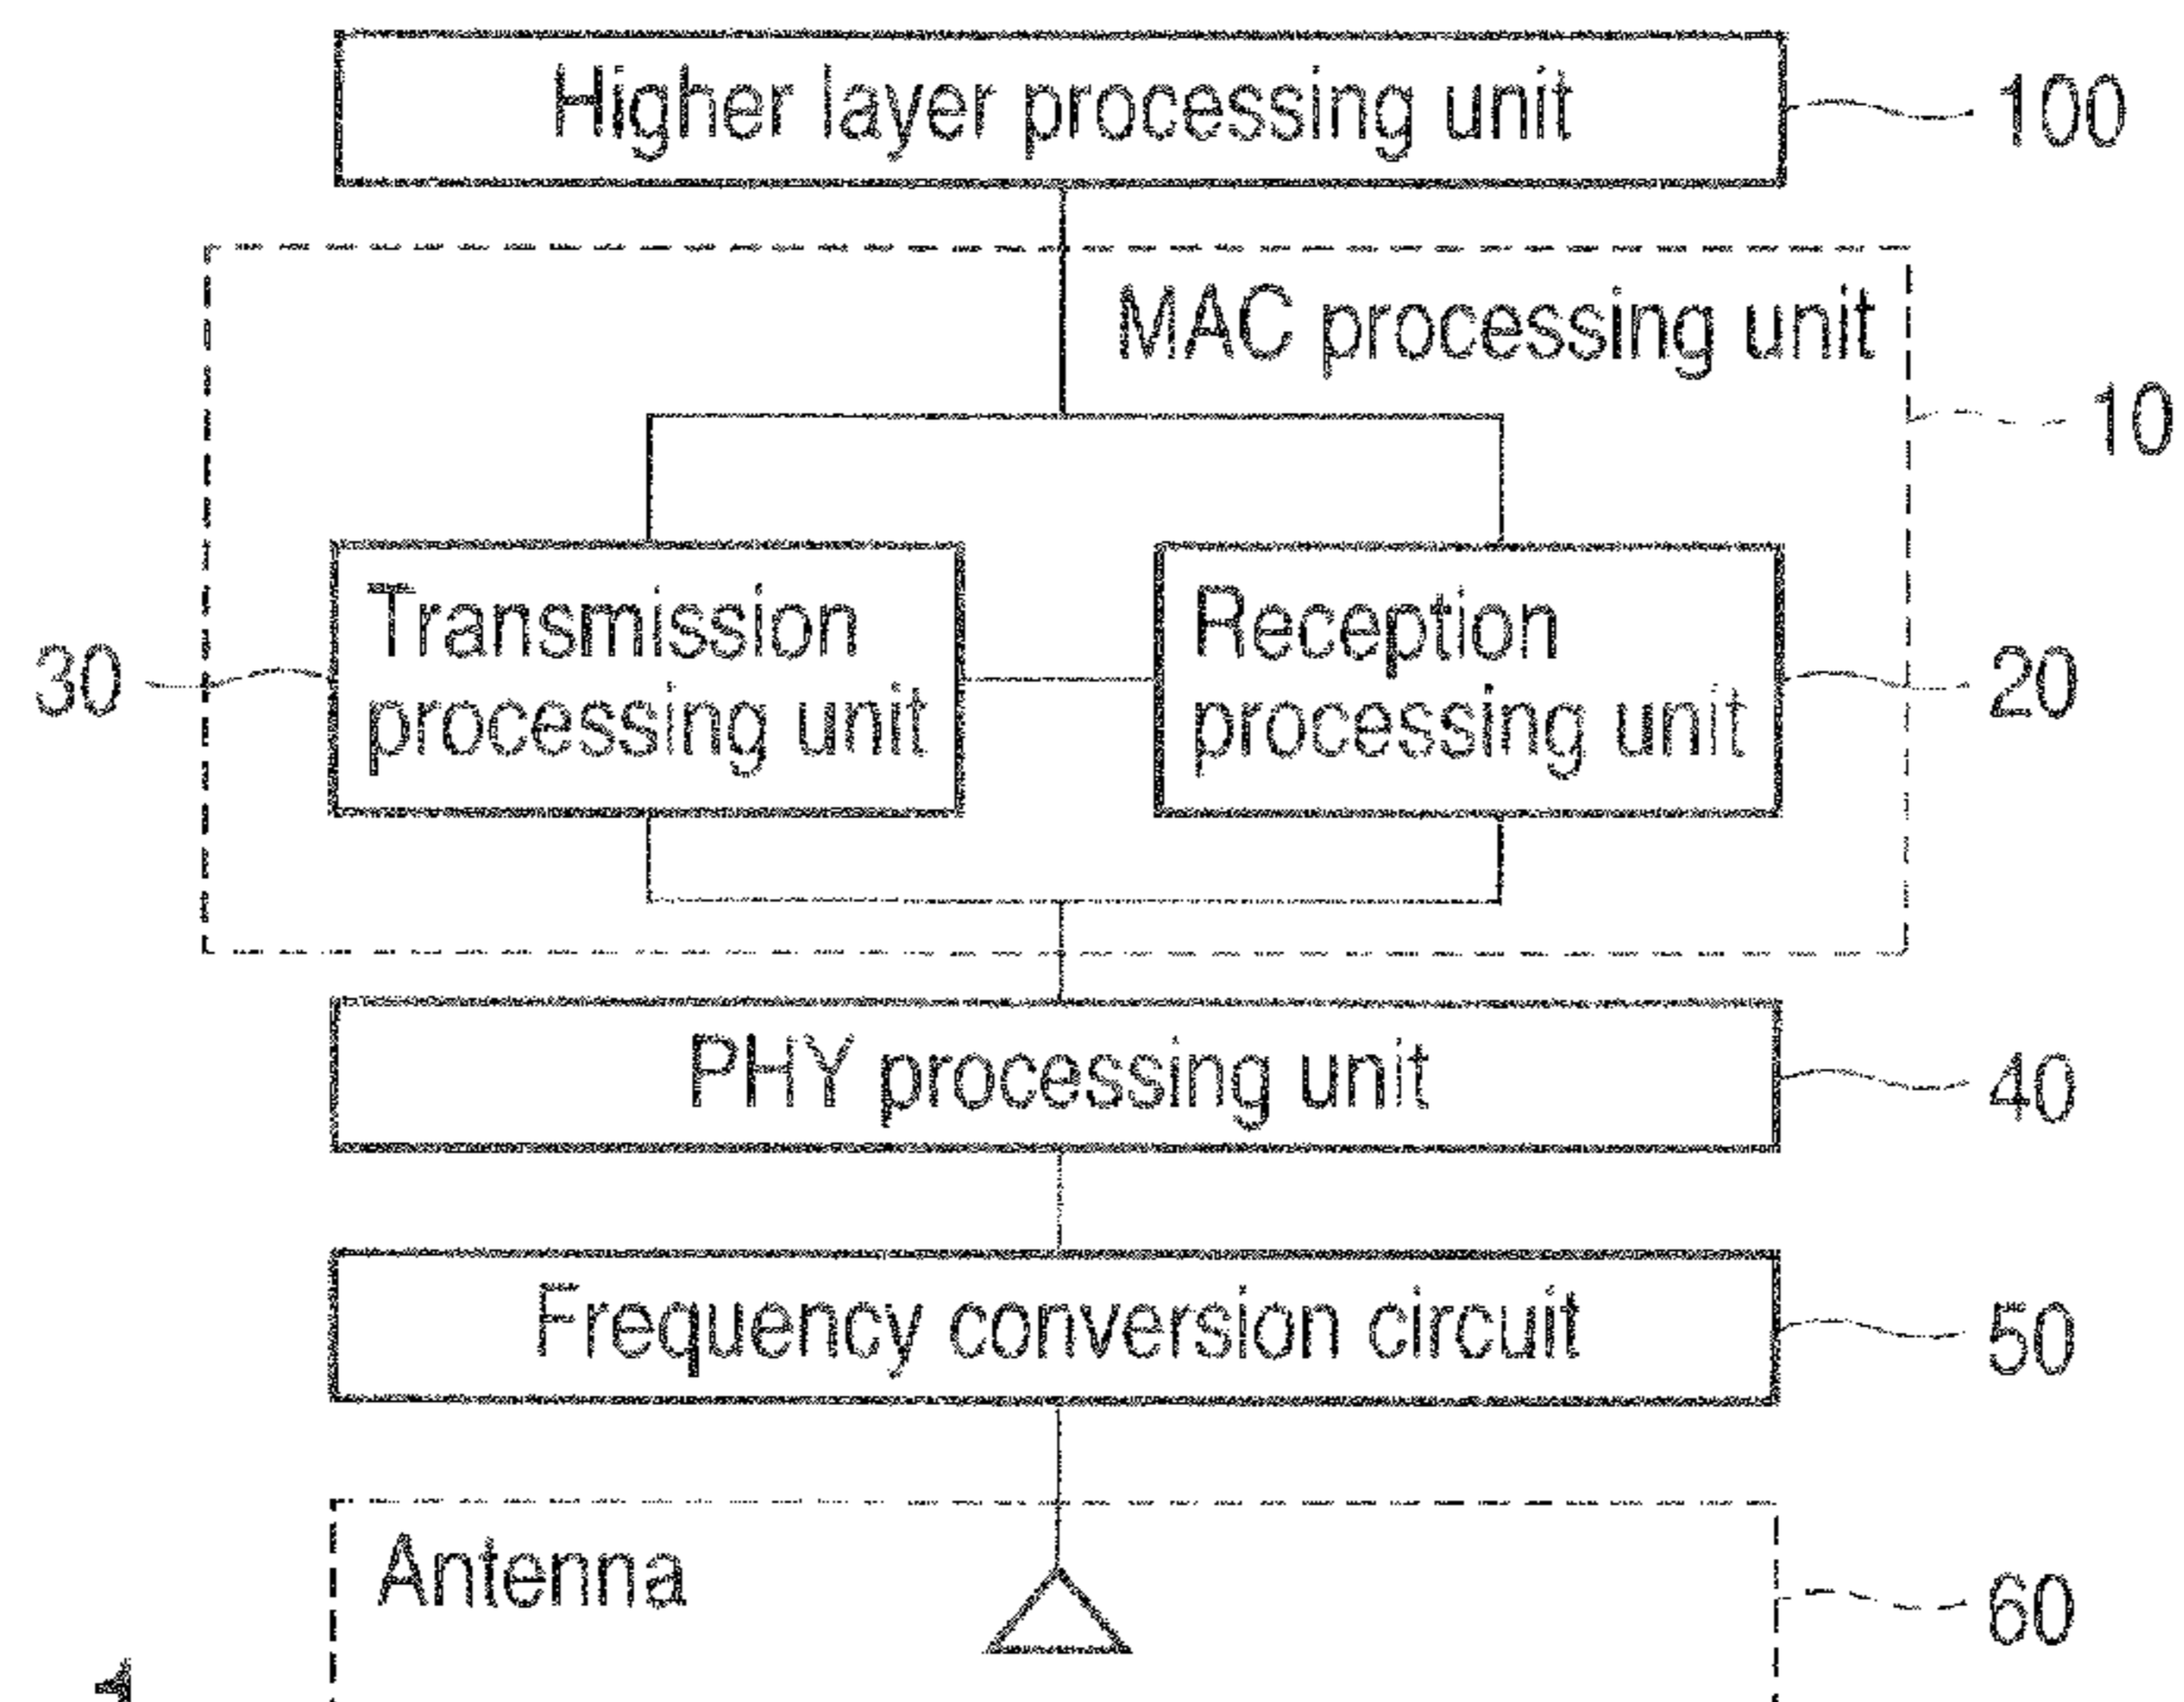 Higher layer processing unit
100
MAC processing unit
10
Transmission
processing unit
30
Reception
processing unit
20
PHY processing unit
40
Frequency conversion circuit
50
Antenna
60
1